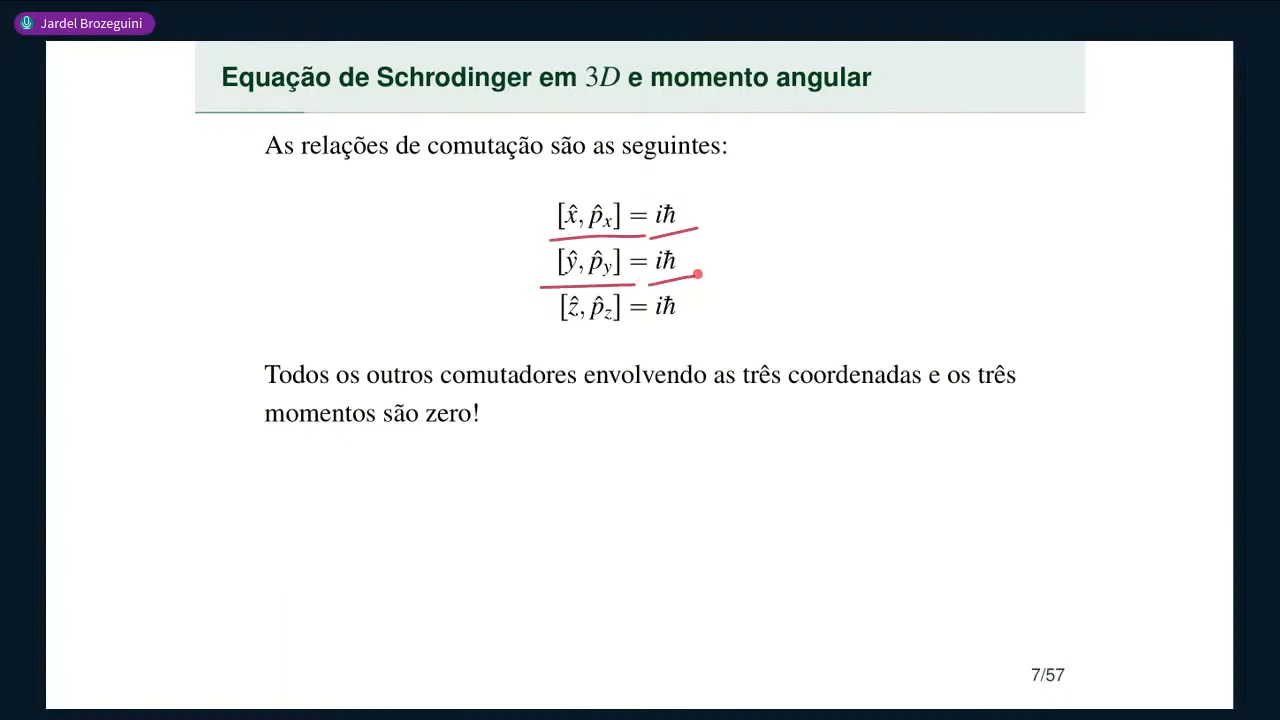 Jardel Brozeguini
Equação de Schrodinger em 3D e momento angular
As relações de comutação são as seguintes:
[x̂, p̂ₓ] = iħ
[ŷ, p̂_y] = iħ
[ẑ, p̂_z] = iħ
Todos os outros comutadores envolvendo as três coordenadas e os três
momentos são zero!
7/57